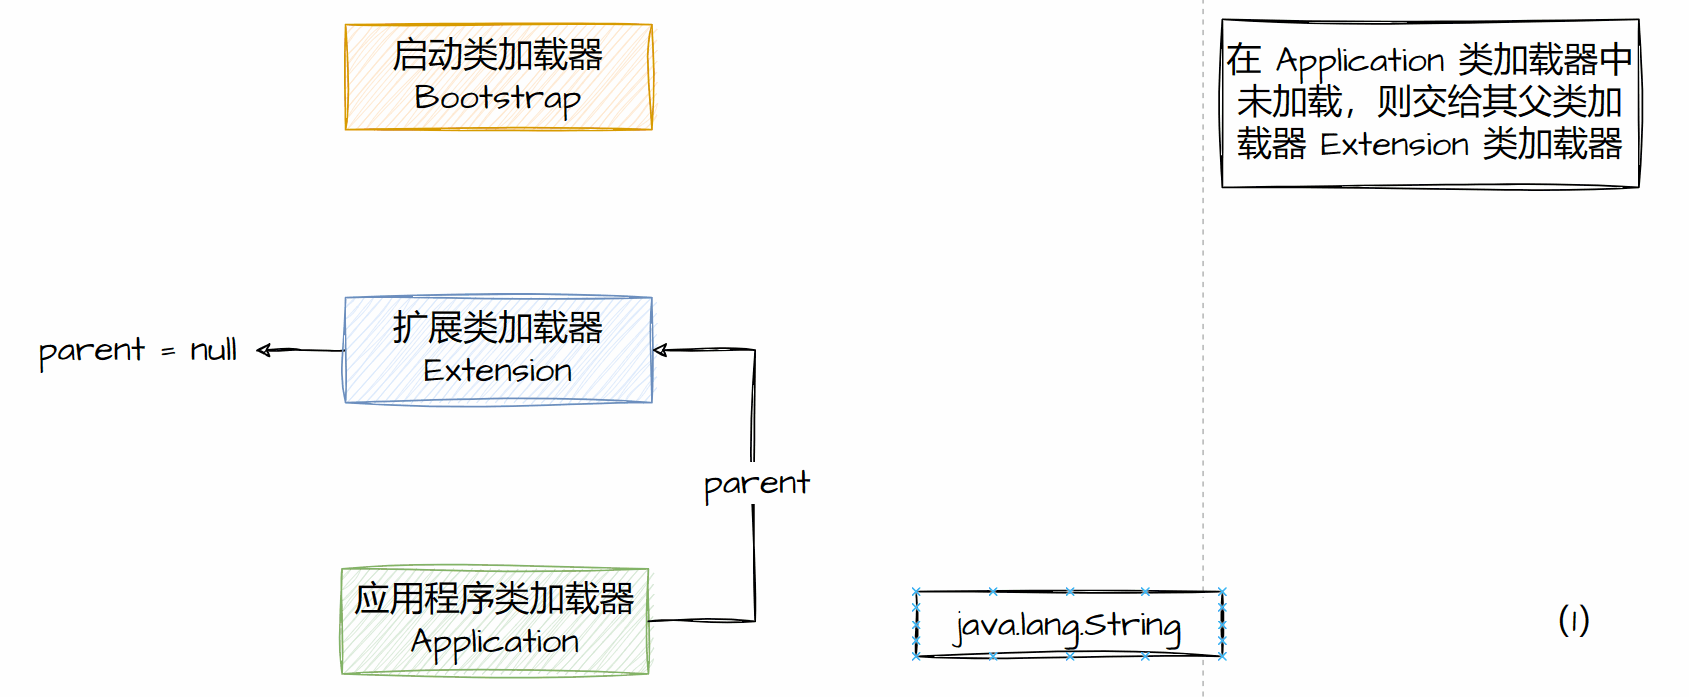 启动类加载器
Bootstrap
在 Application 类加载器中
未加载，则交给其父类加
载器 Extension 类加载器
扩展类加载器
Extension
parent = null
parent
应用程序类加载器
Application
java.lang.String
(1)